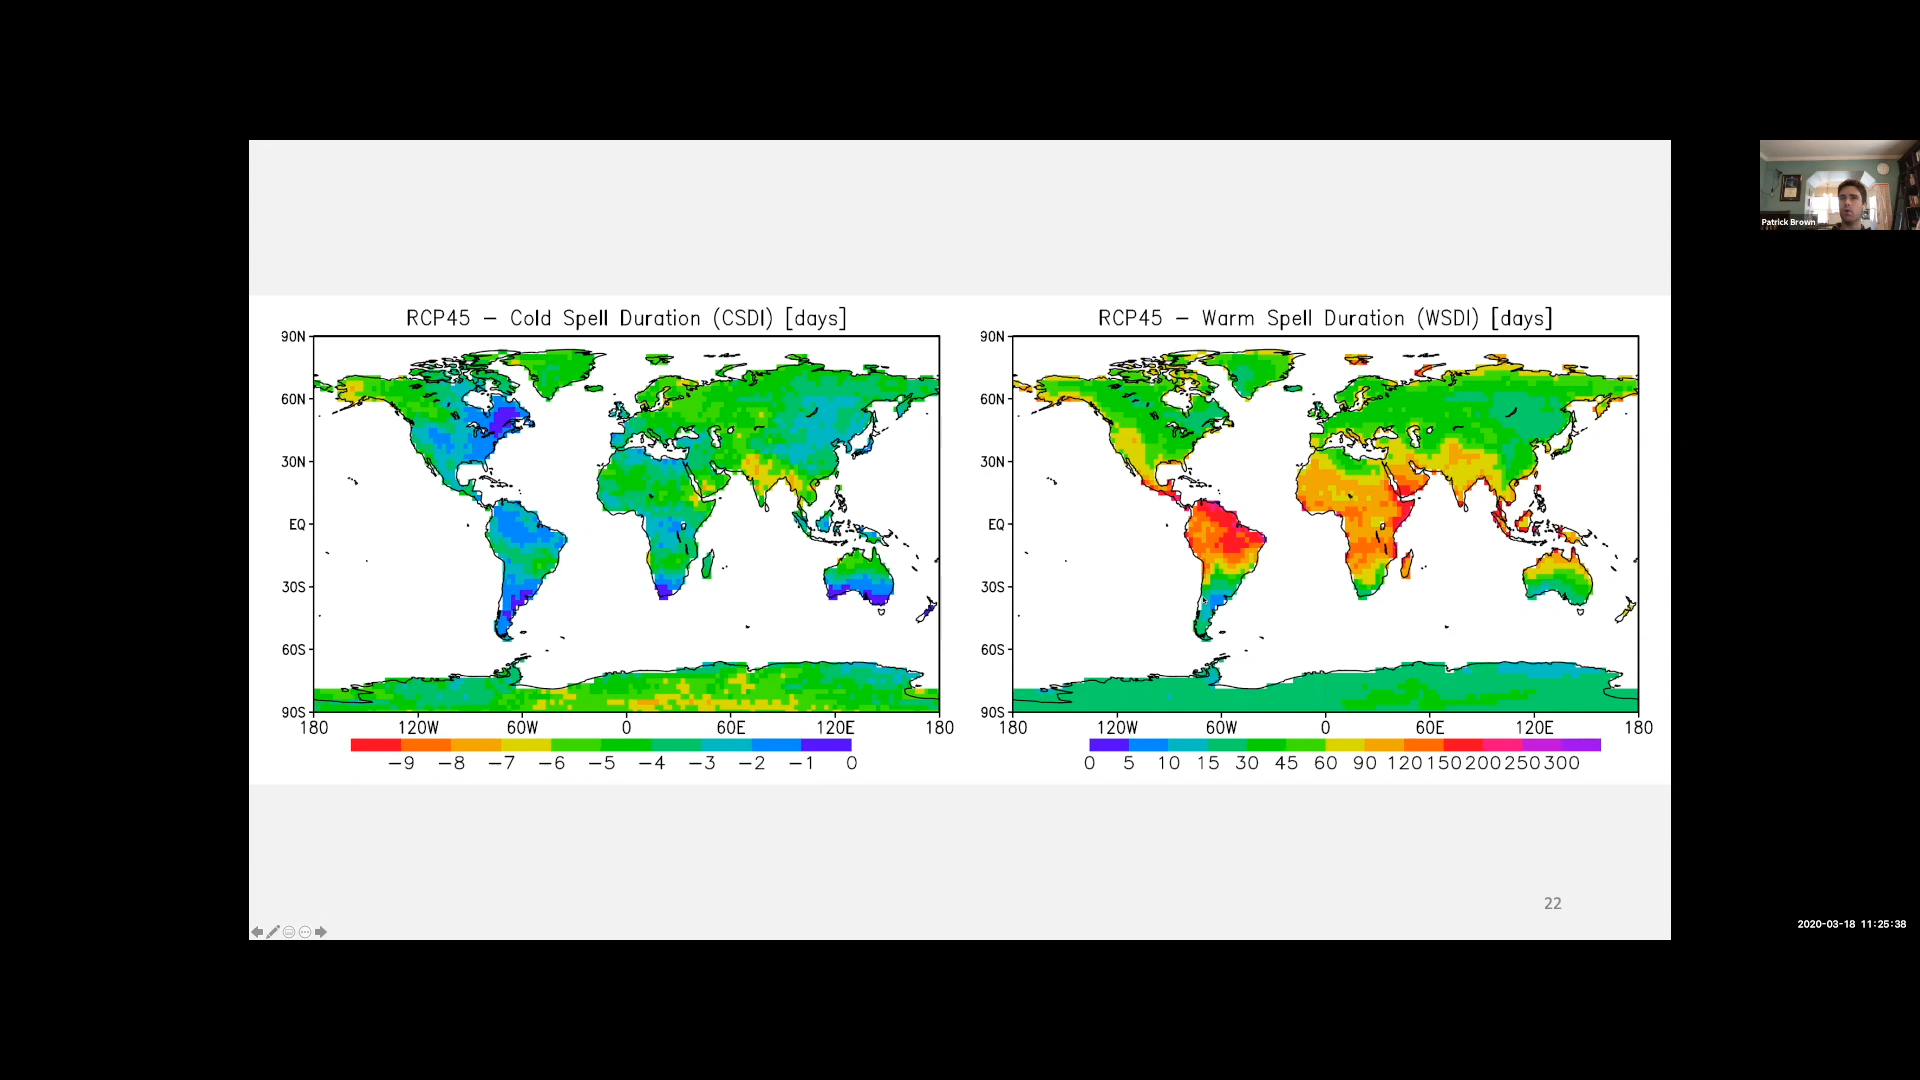 Patrick Brown
RCP45 – Cold Spell Duration (CSDI) [days]
90N
60N
30N
EQ
30S
60S
90S
180 120W 60W 0 60E 120E 180
−9 −8 −7 −6 −5 −4 −3 −2 −1 0
RCP45 – Warm Spell Duration (WSDI) [days]
90N
60N
30N
EQ
30S
60S
90S
180 120W 60W 0 60E 120E 180
0 5 10 15 30 45 60 90 120 150 200 250 300
22
2020-03-18 11:25:38